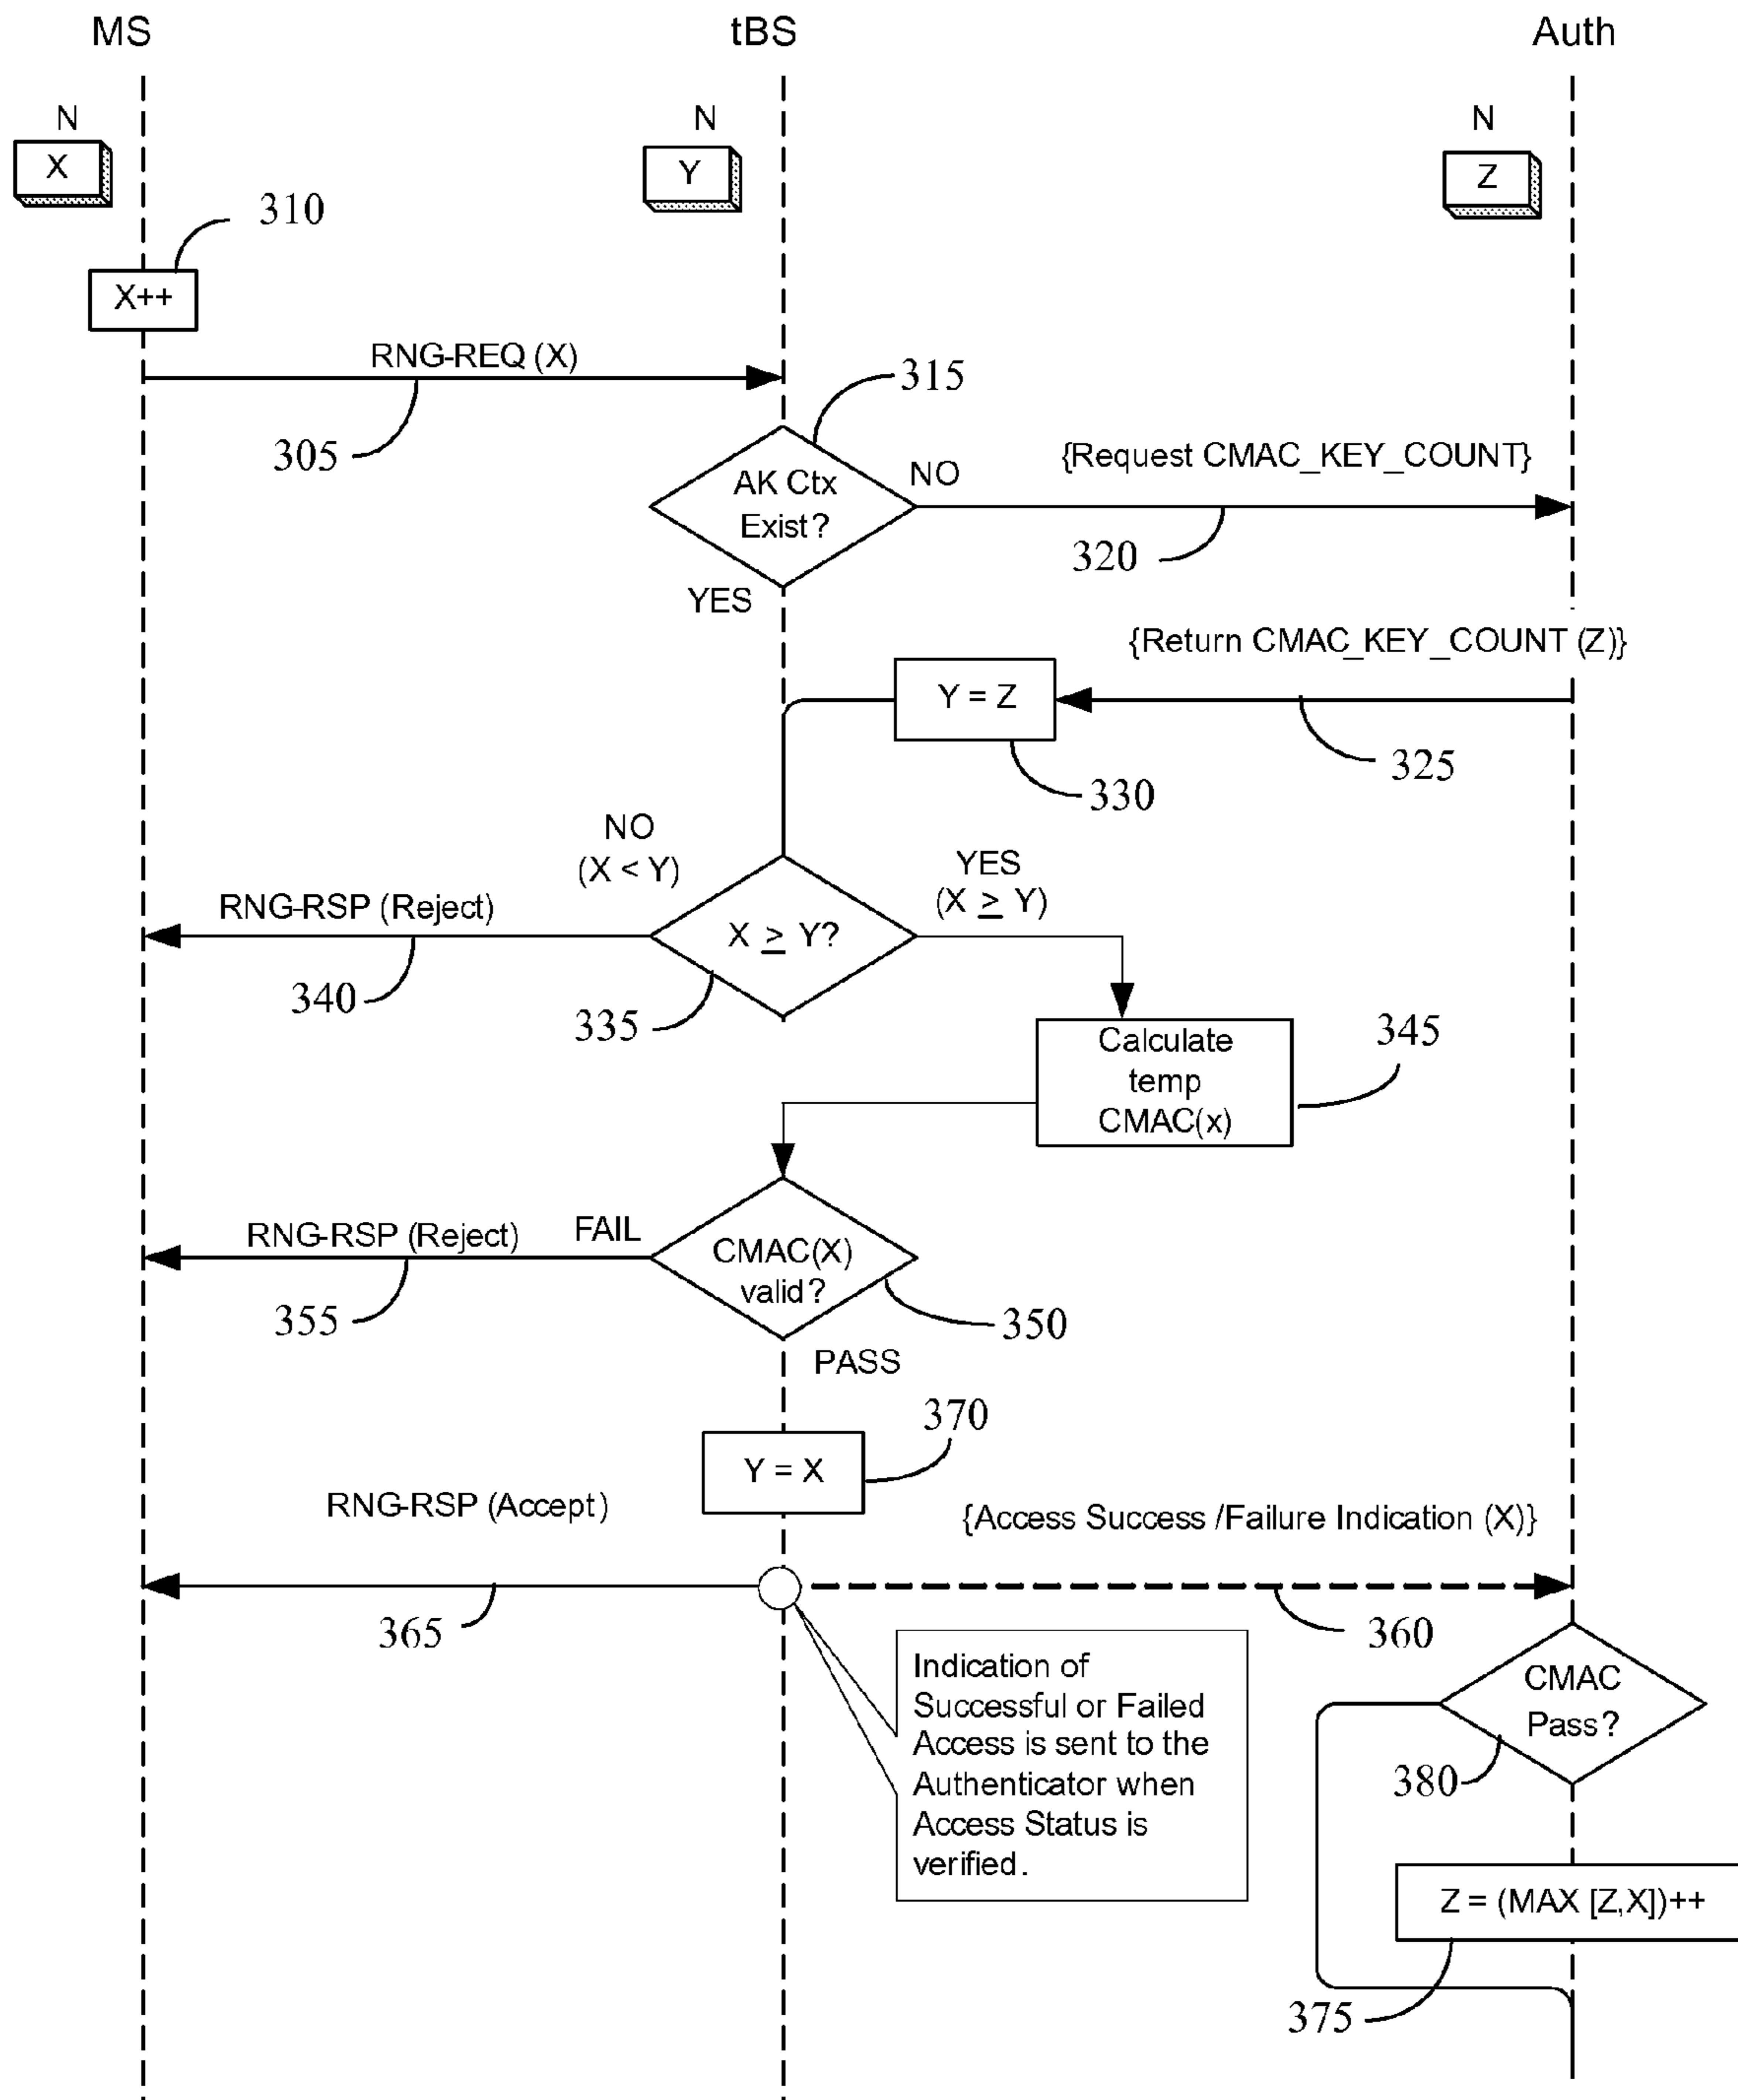 MS
tBS
Auth
N
N
N
X
Y
Z
310
X++
RNG-REQ (X)
315
305
AK Ctx
Exist?
NO
{Request CMAC_KEY_COUNT}
320
YES
{Return CMAC_KEY_COUNT (Z)}
Y = Z
325
330
NO
(X < Y)
YES
(X ≥ Y)
RNG-RSP (Reject)
X ≥ Y?
340
335
Calculate
temp
CMAC(x)
345
RNG-RSP (Reject)
FAIL
CMAC(X)
valid?
355
350
PASS
370
Y = X
RNG-RSP (Accept)
{Access Success /Failure Indication (X)}
365
360
Indication of
Successful or Failed
Access is sent to the
Authenticator when
Access Status is
verified.
CMAC
Pass?
380
Z = (MAX [Z,X])++
375